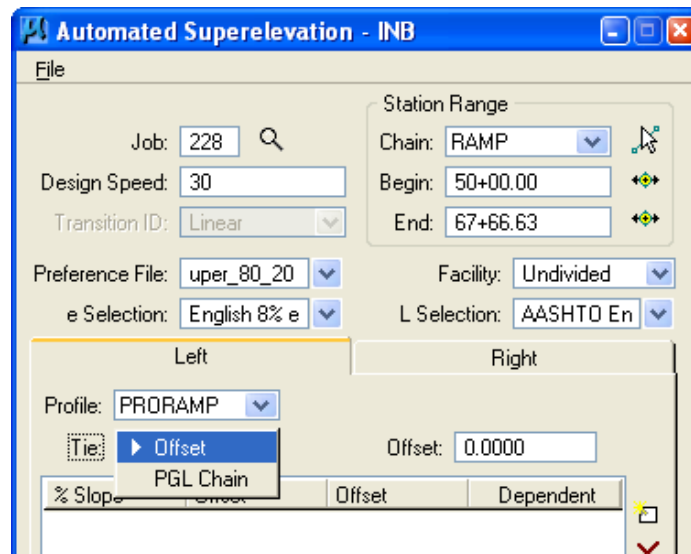 Automated Superelevation - INB
File
Station Range
Job: 228
Chain: RAMP
Design Speed: 30
Begin: 50+00.00
Transition ID: Linear
End: 67+66.63
Preference File: uper_80_20
Facility: Undivided
e Selection: English 8% e
L Selection: AASHTO En
Left
Right
Profile: PRORAMP
Tie: Offset
Offset: 0.0000
PGL Chain
% Slope Offset Offset Dependent